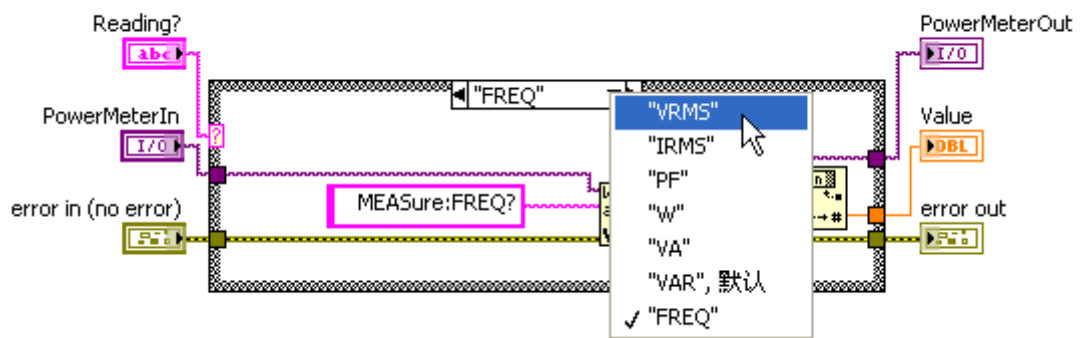 Reading?
abc
PowerMeterIn
I/O
error in (no error)
?
"FREQ"
MEASure:FREQ?
"VRMS"
"IRMS"
"PF"
"W"
"VA"
"VAR", 默认
✓ "FREQ"
PowerMeterOut
I/O
Value
DBL
error out